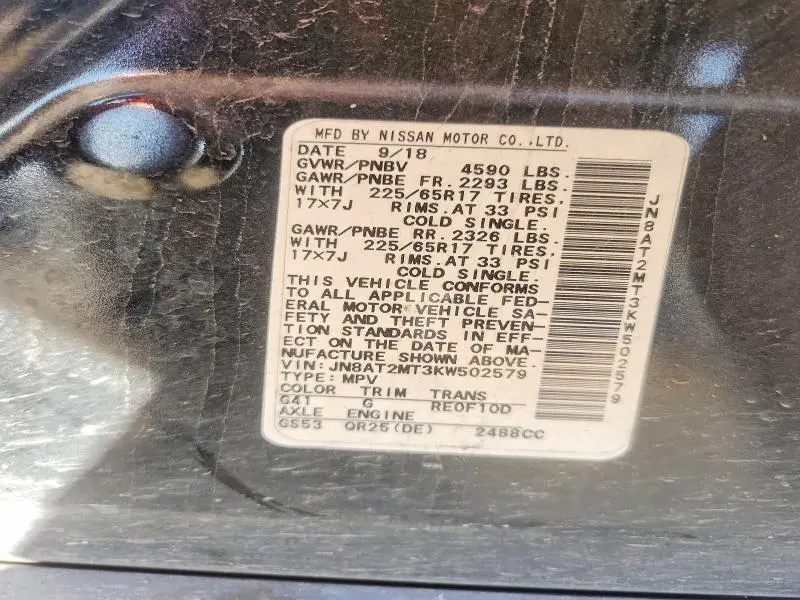 MFD BY NISSAN MOTOR CO.,LTD.
DATE 9/18
GVWR/PNBV 4590 LBS.
GAWR/PNBE FR. 2293 LBS.
WITH 225/65R17 TIRES,
17×7J RIMS.AT 33 PSI
COLD SINGLE.
GAWR/PNBE RR. 2326 LBS.
WITH 225/65R17 TIRES,
17×7J RIMS.AT 33 PSI
COLD SINGLE.
THIS VEHICLE CONFORMS
TO ALL APPLICABLE FED-
ERAL MOTOR VEHICLE SA-
FETY AND THEFT PREVEN-
TION STANDARDS IN EFF-
ECT ON THE DATE OF MA-
NUFACTURE SHOWN ABOVE.
VIN: JN8AT2MT3KW502579
TYPE: MPV
COLOR TRIM TRANS
G41 G RE0F10D
AXLE ENGINE
GS53 QR25(DE) 2488CC
JN8AT2MT3KW502579